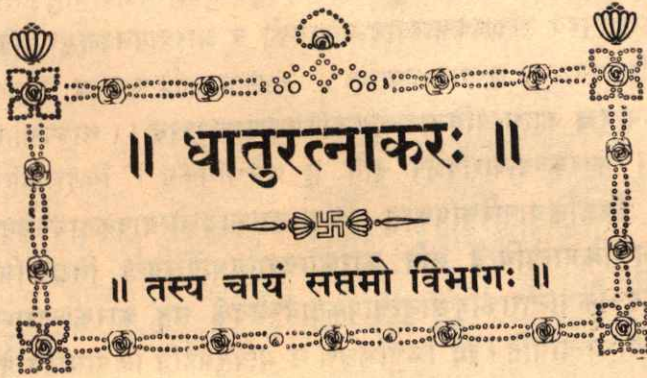 ॥ धातुरत्नाकरः ॥
॥ तस्य चायं सप्तमो विभागः ॥